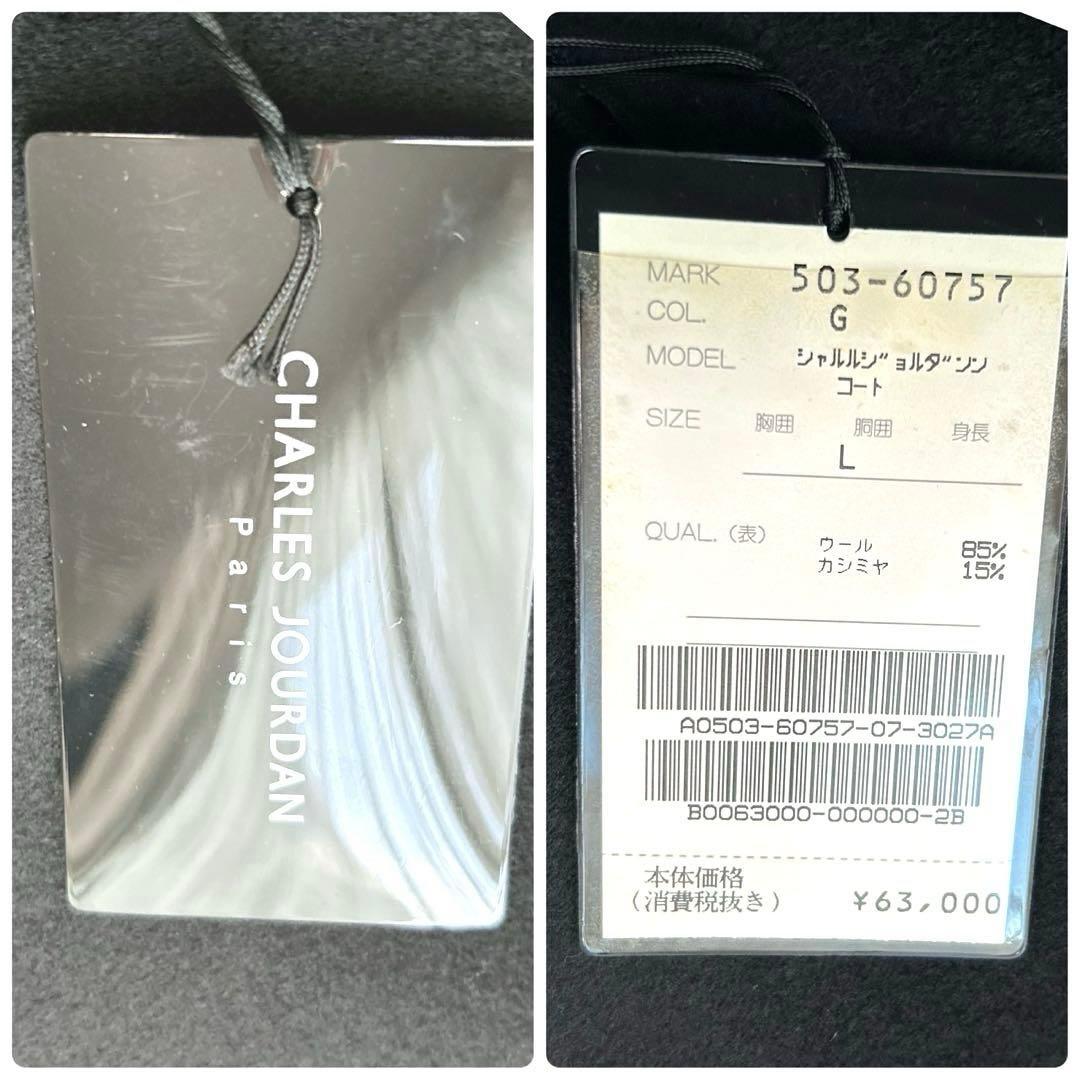 CHARLES JOURDAN
Paris
MARK 503-60757
COL. G
MODEL シャルルジョルダン
コート
SIZE 胸囲 胴囲 身長
L
QUAL.(表) ウール 85%
カシミヤ 15%
A0503-60757-07-3027A
B0063000-000000-2B
本体価格
(消費税抜き) ¥63,000